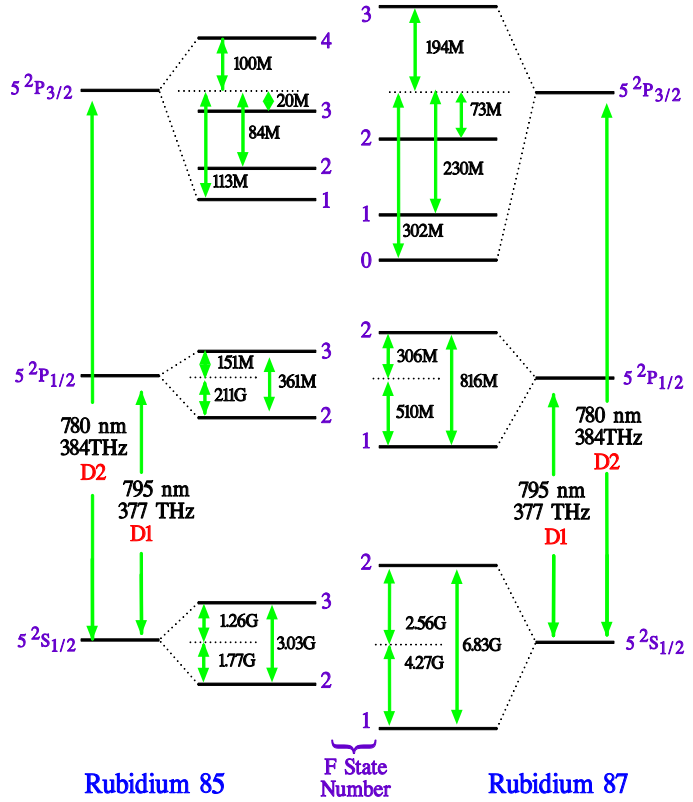 3
4
194M
100M
5 ²P3/2
5 ²P3/2
20M
3
73M
84M
2
2
230M
113M
1
1
302M
0
2
3
151M
306M
5 ²P1/2
361M
816M
5 ²P1/2
211G
510M
2
1
780 nm
384THz
D2
780 nm
384THz
D2
795 nm
377 THz
D1
795 nm
377 THz
D1
2
3
1.26G
2.56G
5 ²S1/2
3.03G
6.83G
5 ²S1/2
1.77G
4.27G
2
1
F State
Number
Rubidium 85
Rubidium 87